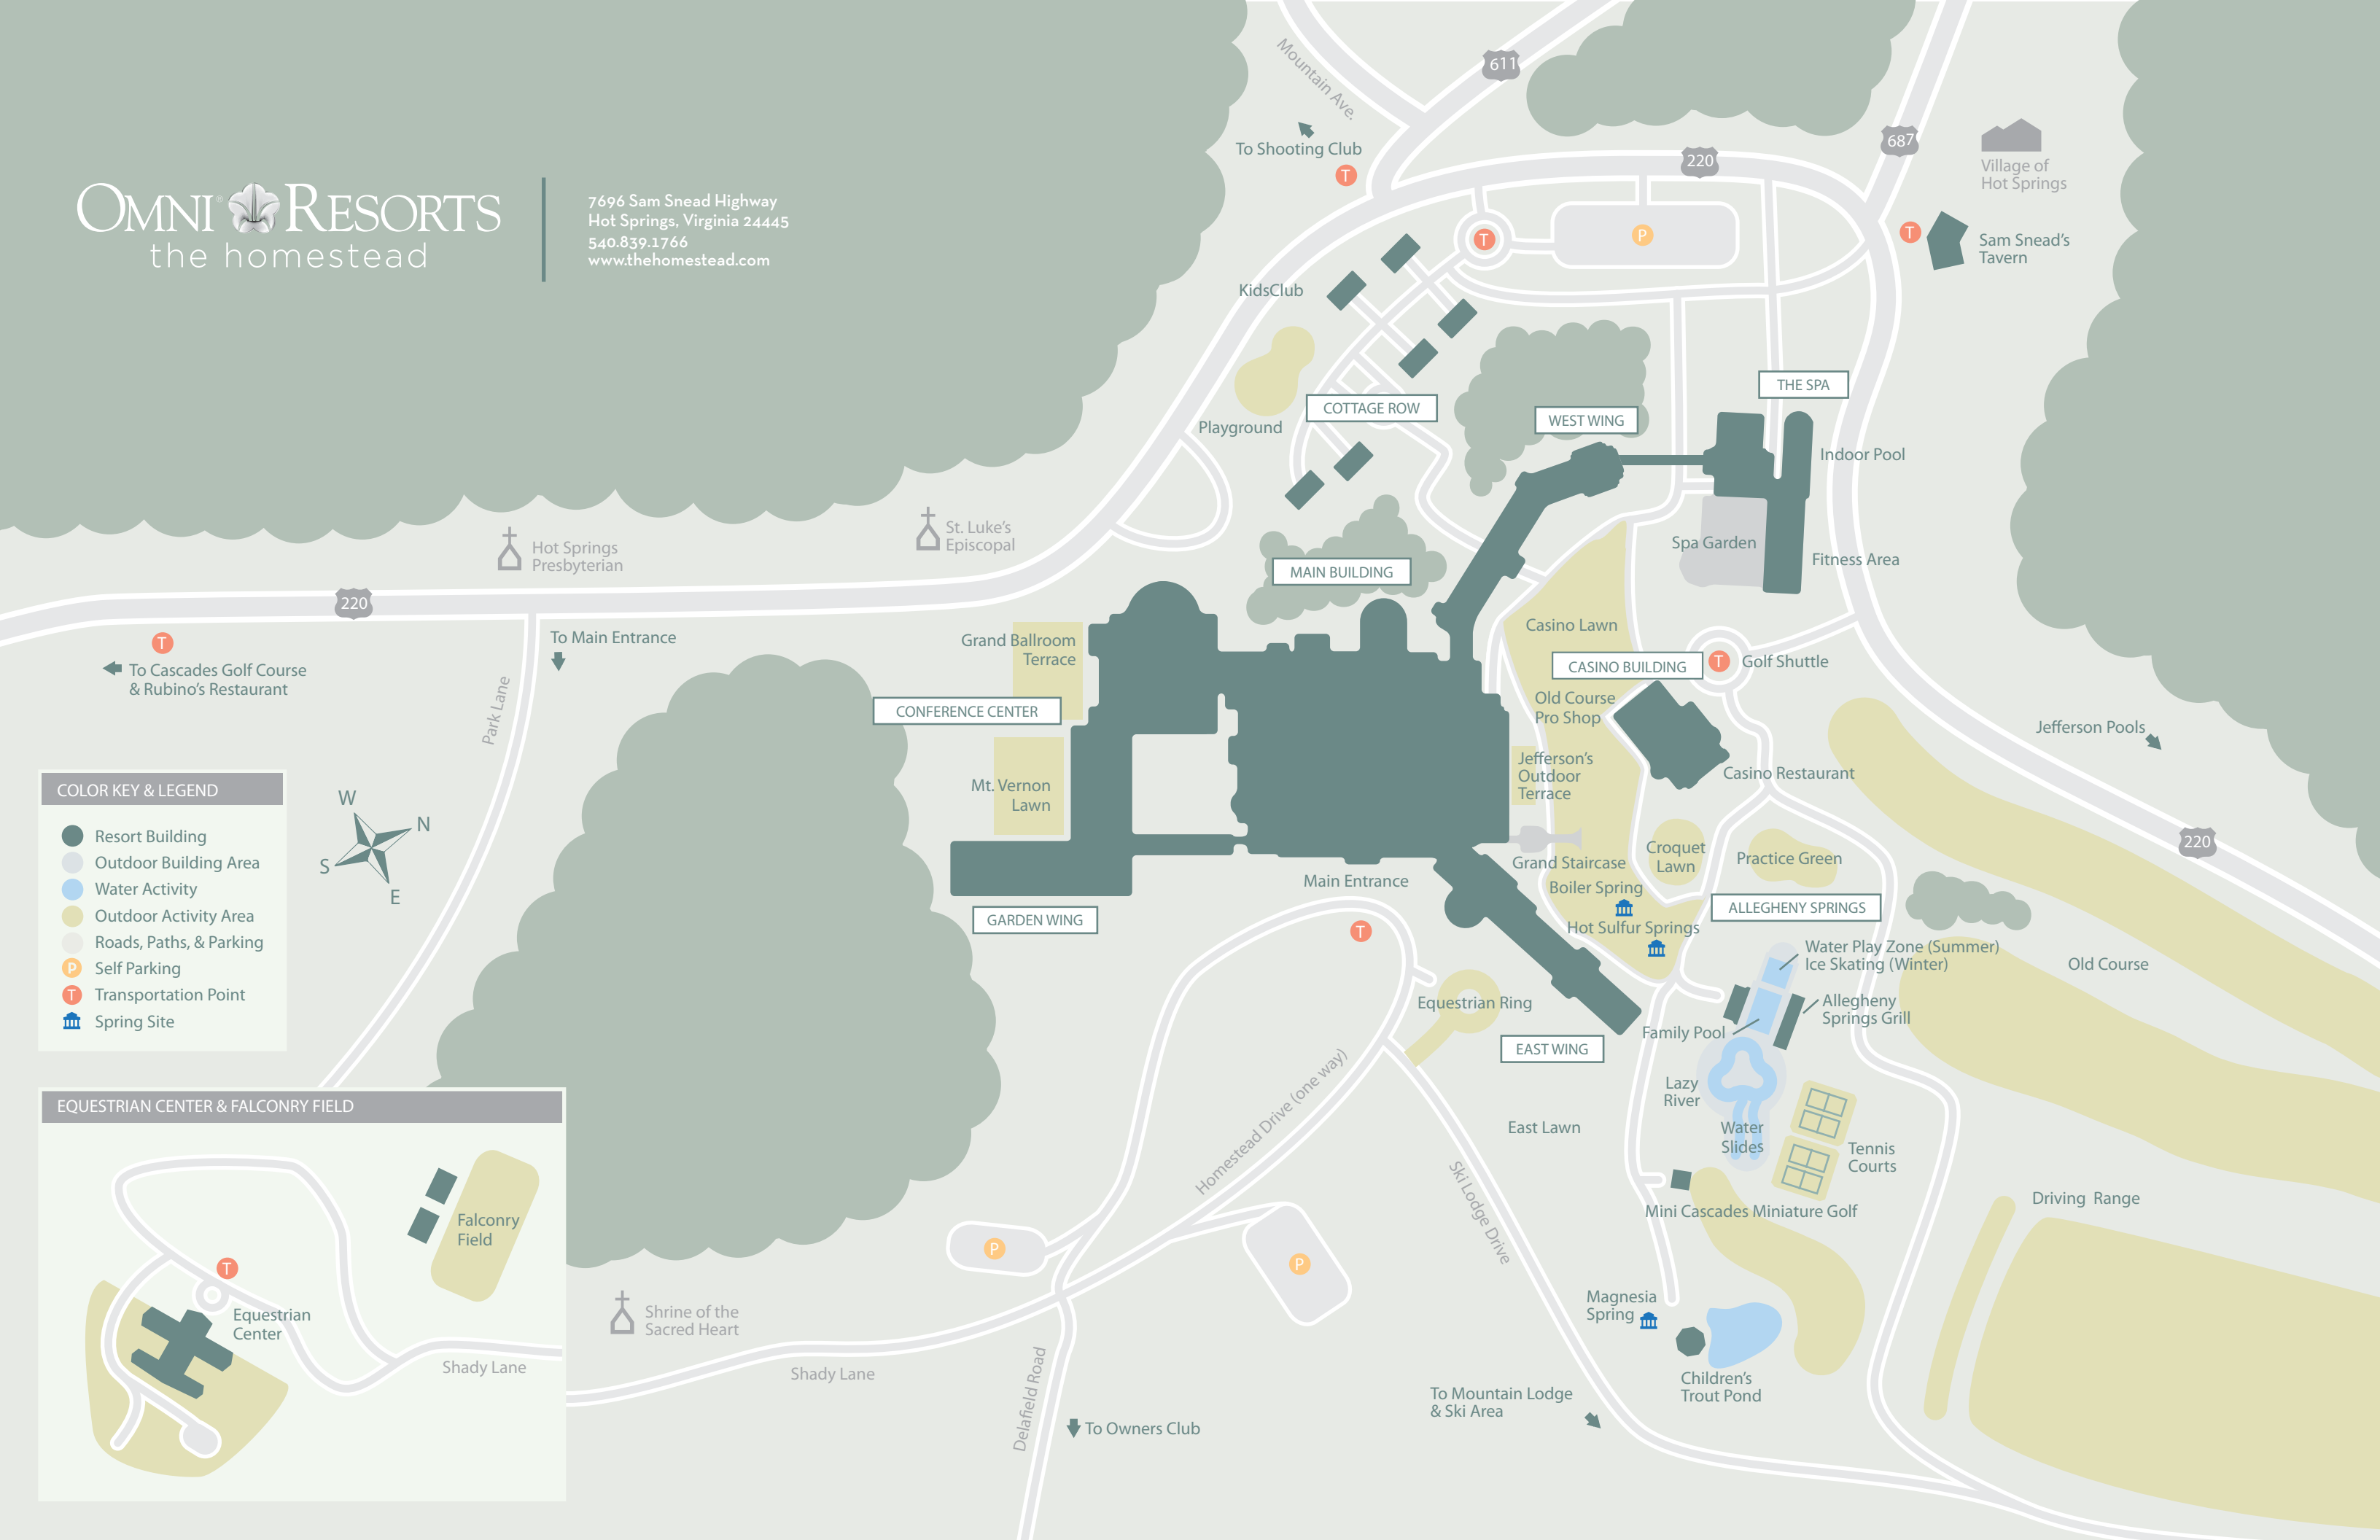 OMNI® RESORTS
the homestead
7696 Sam Snead Highway
Hot Springs, Virginia 24445
540.839.1766
www.thehomestead.com
Mountain Ave.
611
To Shooting Club
T
220
687
Village of
Hot Springs
T
P
T
Sam Snead's
Tavern
KidsClub
Playground
COTTAGE ROW
WEST WING
THE SPA
Indoor Pool
Spa Garden
Fitness Area
Hot Springs
Presbyterian
St. Luke's
Episcopal
MAIN BUILDING
220
T
To Cascades Golf Course
& Rubino's Restaurant
To Main Entrance
Park Lane
Grand Ballroom
Terrace
CONFERENCE CENTER
Mt. Vernon
Lawn
GARDEN WING
Casino Lawn
CASINO BUILDING
T
Golf Shuttle
Old Course
Pro Shop
Jefferson's
Outdoor
Terrace
Casino Restaurant
Jefferson Pools
220
Grand Staircase
Croquet
Lawn
Practice Green
Main Entrance
T
Boiler Spring
Hot Sulfur Springs
ALLEGHENY SPRINGS
Water Play Zone (Summer)
Ice Skating (Winter)
Old Course
Allegheny
Springs Grill
Equestrian Ring
Family Pool
EAST WING
Lazy
River
East Lawn
Water
Slides
Tennis
Courts
Driving Range
Mini Cascades Miniature Golf
Homestead Drive (one way)
Ski Lodge Drive
P
P
Magnesia
Spring
Children's
Trout Pond
To Mountain Lodge
& Ski Area
Shrine of the
Sacred Heart
Shady Lane
Delafield Road
To Owners Club
COLOR KEY & LEGEND
Resort Building
Outdoor Building Area
Water Activity
Outdoor Activity Area
Roads, Paths, & Parking
P Self Parking
T Transportation Point
Spring Site
W
N
S
E
EQUESTRIAN CENTER & FALCONRY FIELD
Falconry
Field
T
Equestrian
Center
Shady Lane